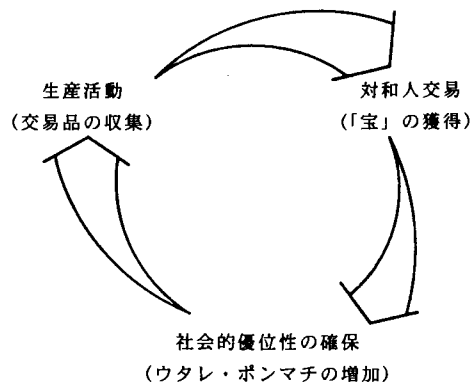 生産活動
(交易品の収集)
対和人交易
(「宝」の獲得)
社会的優位性の確保
(ウタレ・ポンマチの増加)